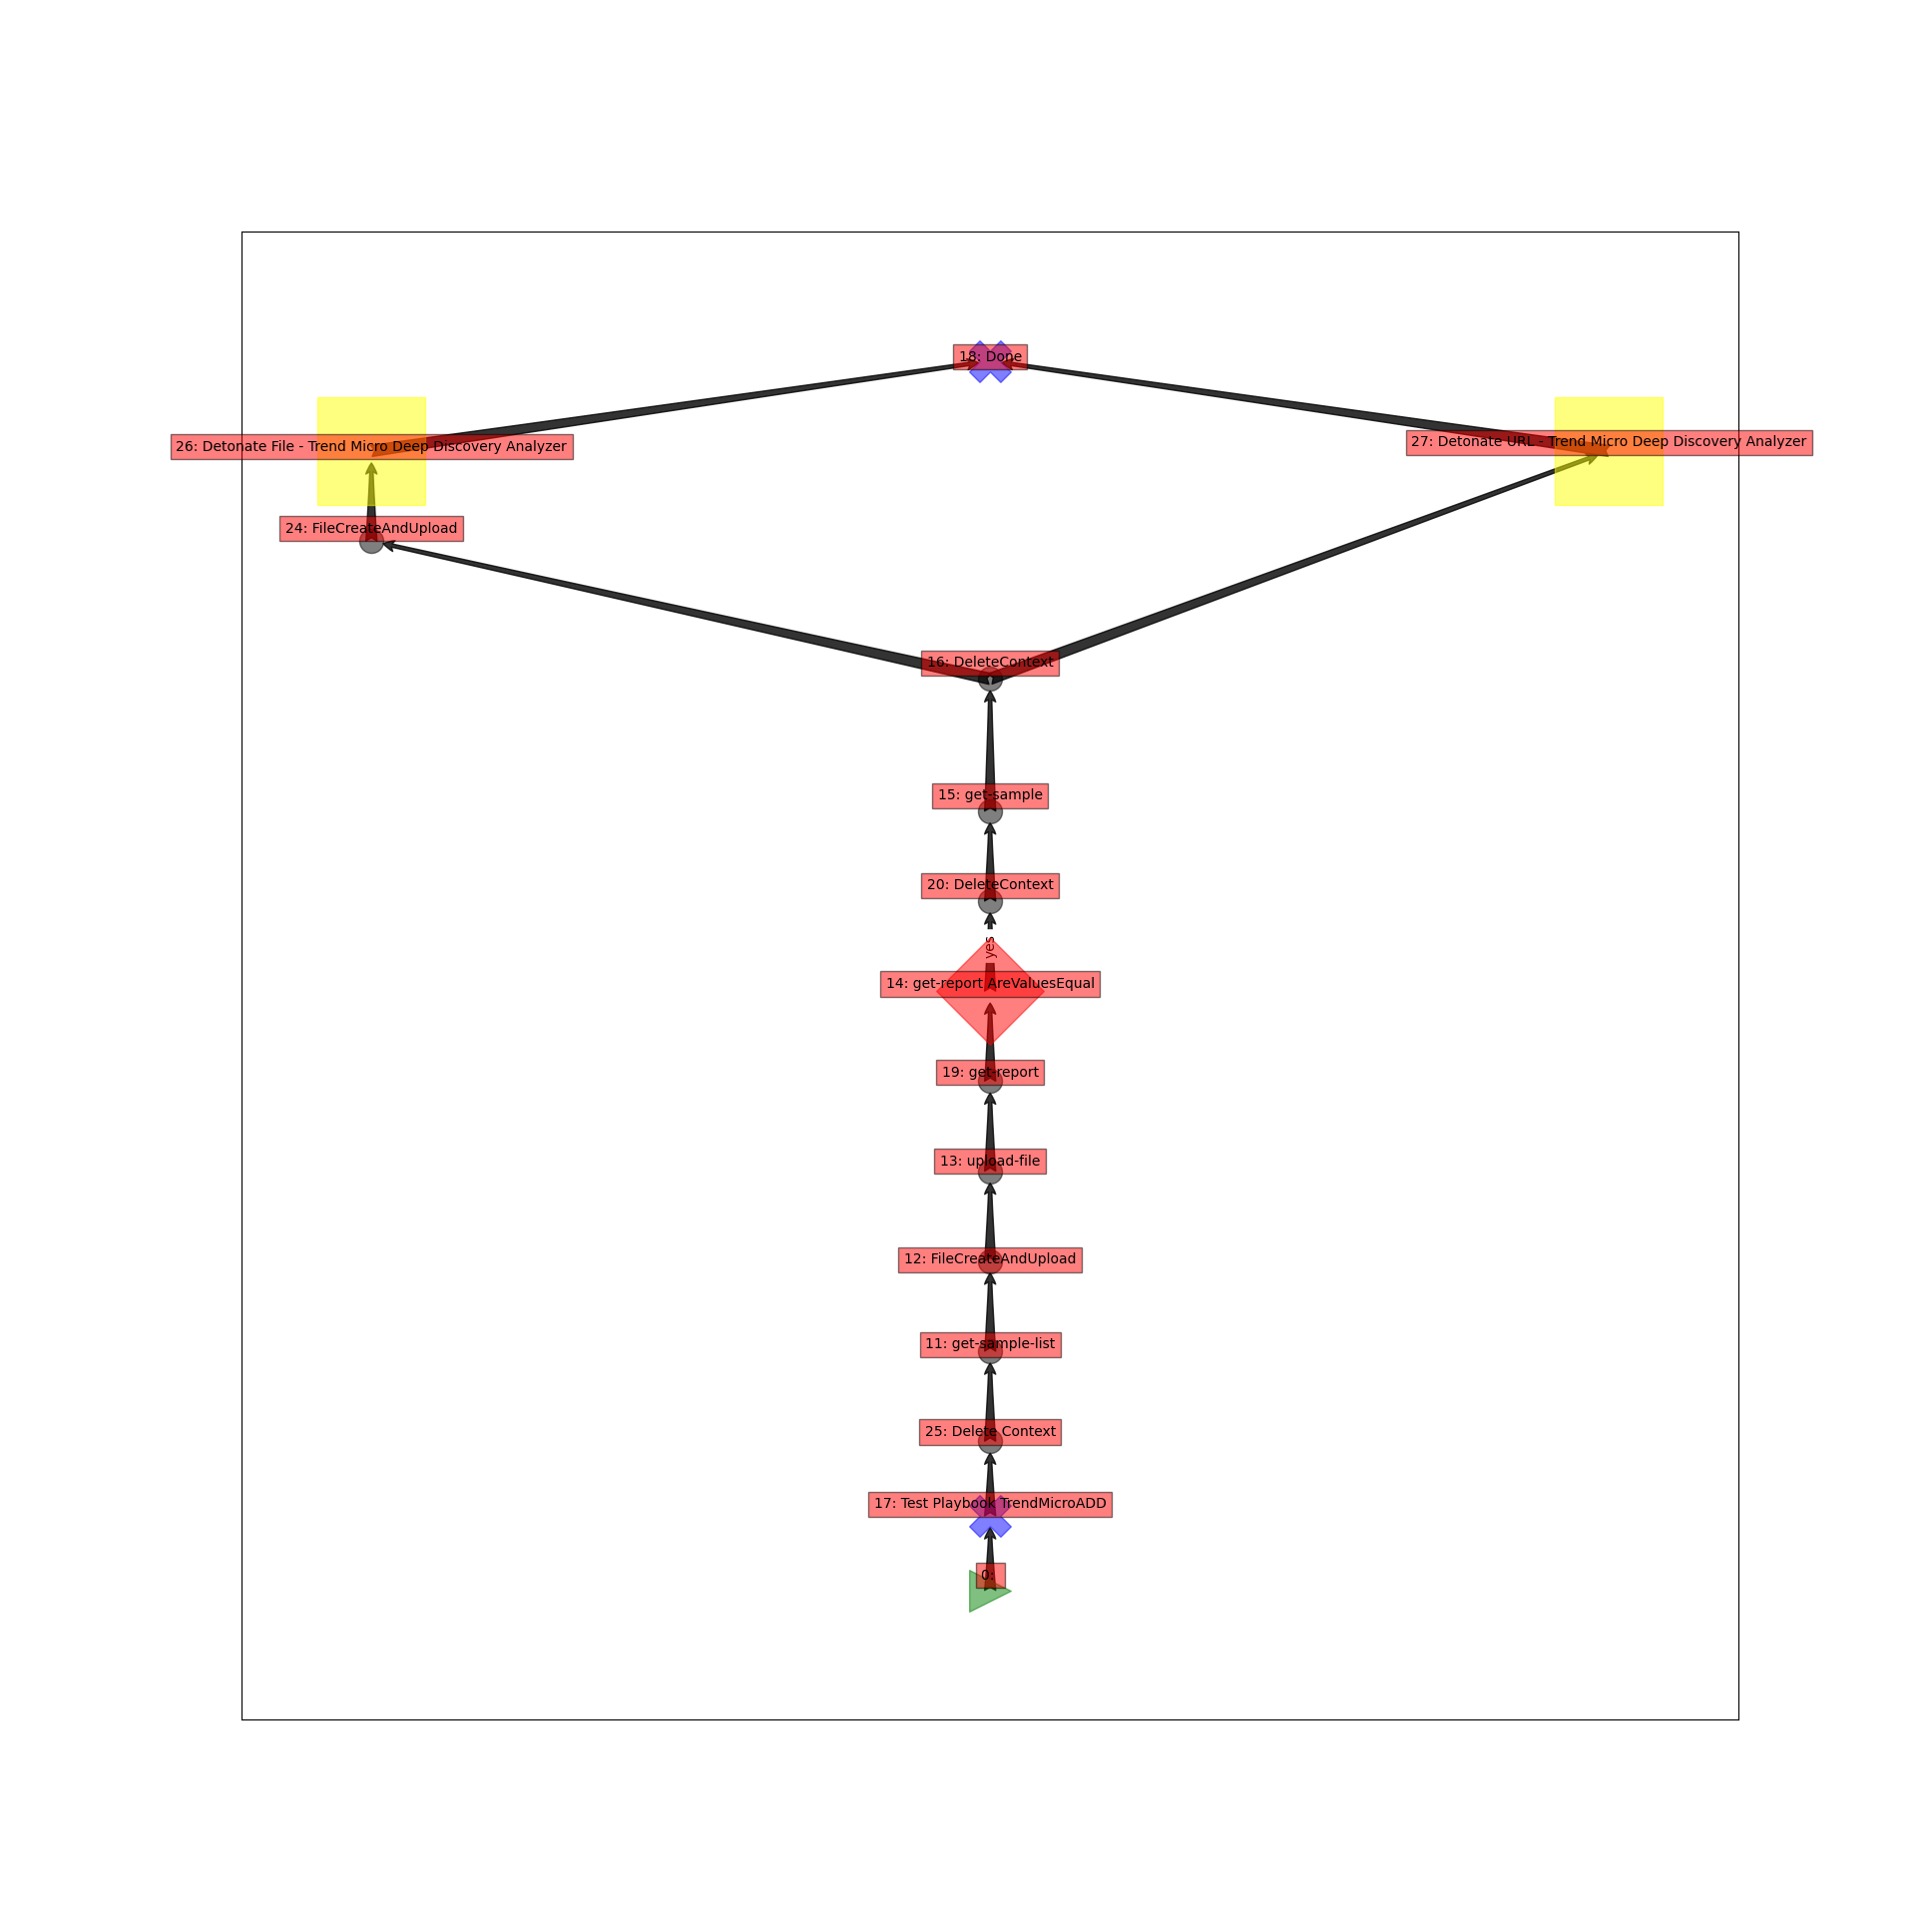 18: Done
26: Detonate File - Trend Micro Deep Discovery Analyzer
27: Detonate URL - Trend Micro Deep Discovery Analyzer
24: FileCreateAndUpload
16: DeleteContext
15: get-sample
20: DeleteContext
yes
14: get-report AreValuesEqual
19: get-report
13: upload-file
12: FileCreateAndUpload
11: get-sample-list
25: Delete Context
17: Test Playbook TrendMicroADD
0: